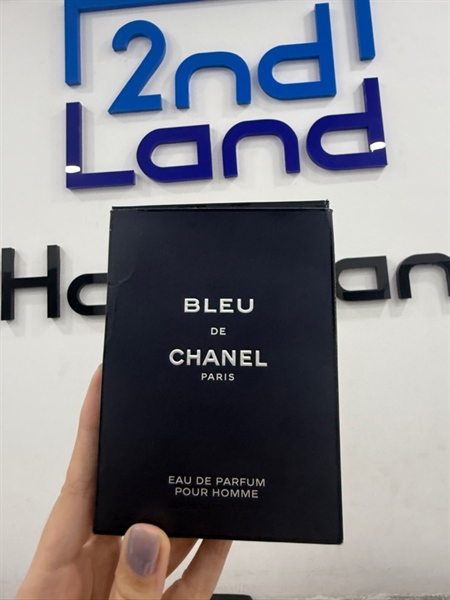 2nd
Land
BLEU
DE
CHANEL
PARIS
EAU DE PARFUM
POUR HOMME